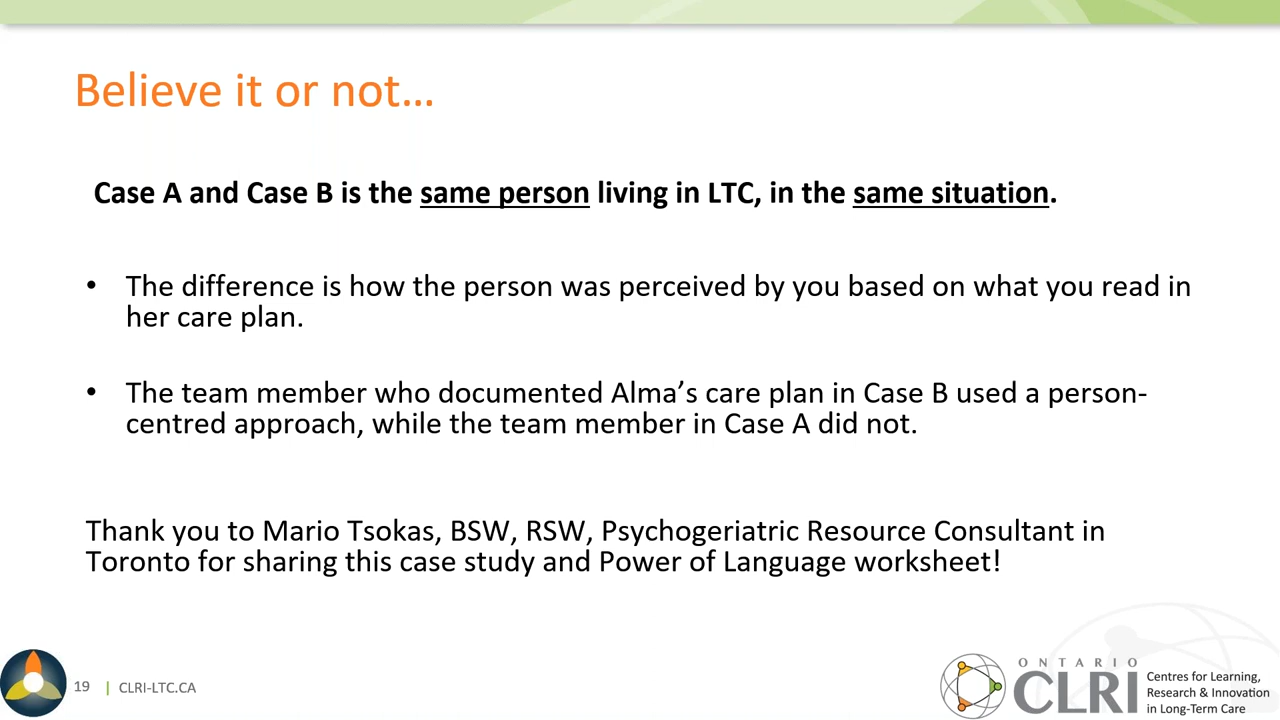 Believe it or not…
Case A and Case B is the same person living in LTC, in the same situation.
• The difference is how the person was perceived by you based on what you read in
her care plan.
• The team member who documented Alma’s care plan in Case B used a person-
centred approach, while the team member in Case A did not.
Thank you to Mario Tsokas, BSW, RSW, Psychogeriatric Resource Consultant in
Toronto for sharing this case study and Power of Language worksheet!
19 | CLRI-LTC.CA
ONTARIO
CLRI
Centres for Learning,
Research & Innovation
in Long-Term Care